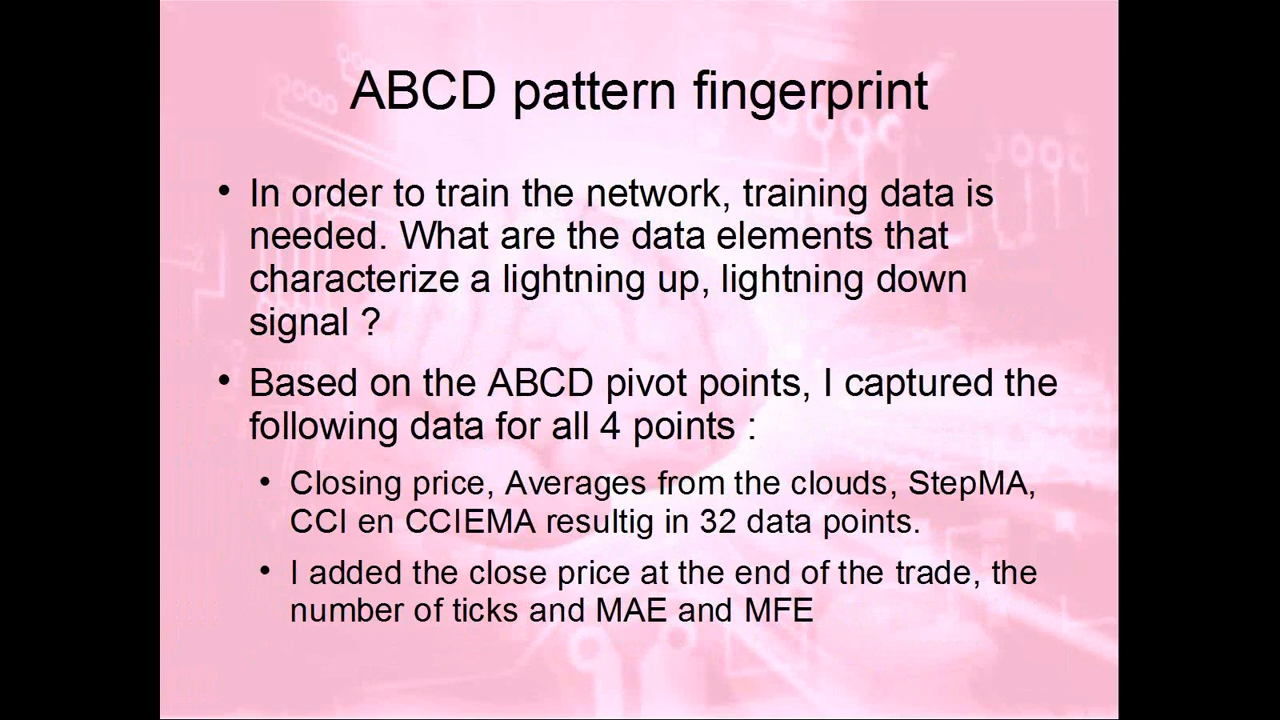 ABCD pattern fingerprint
• In order to train the network, training data is
needed. What are the data elements that
characterize a lightning up, lightning down
signal ?
• Based on the ABCD pivot points, I captured the
following data for all 4 points :
• Closing price, Averages from the clouds, StepMA,
CCI en CCIEMA resultig in 32 data points.
• I added the close price at the end of the trade, the
number of ticks and MAE and MFE